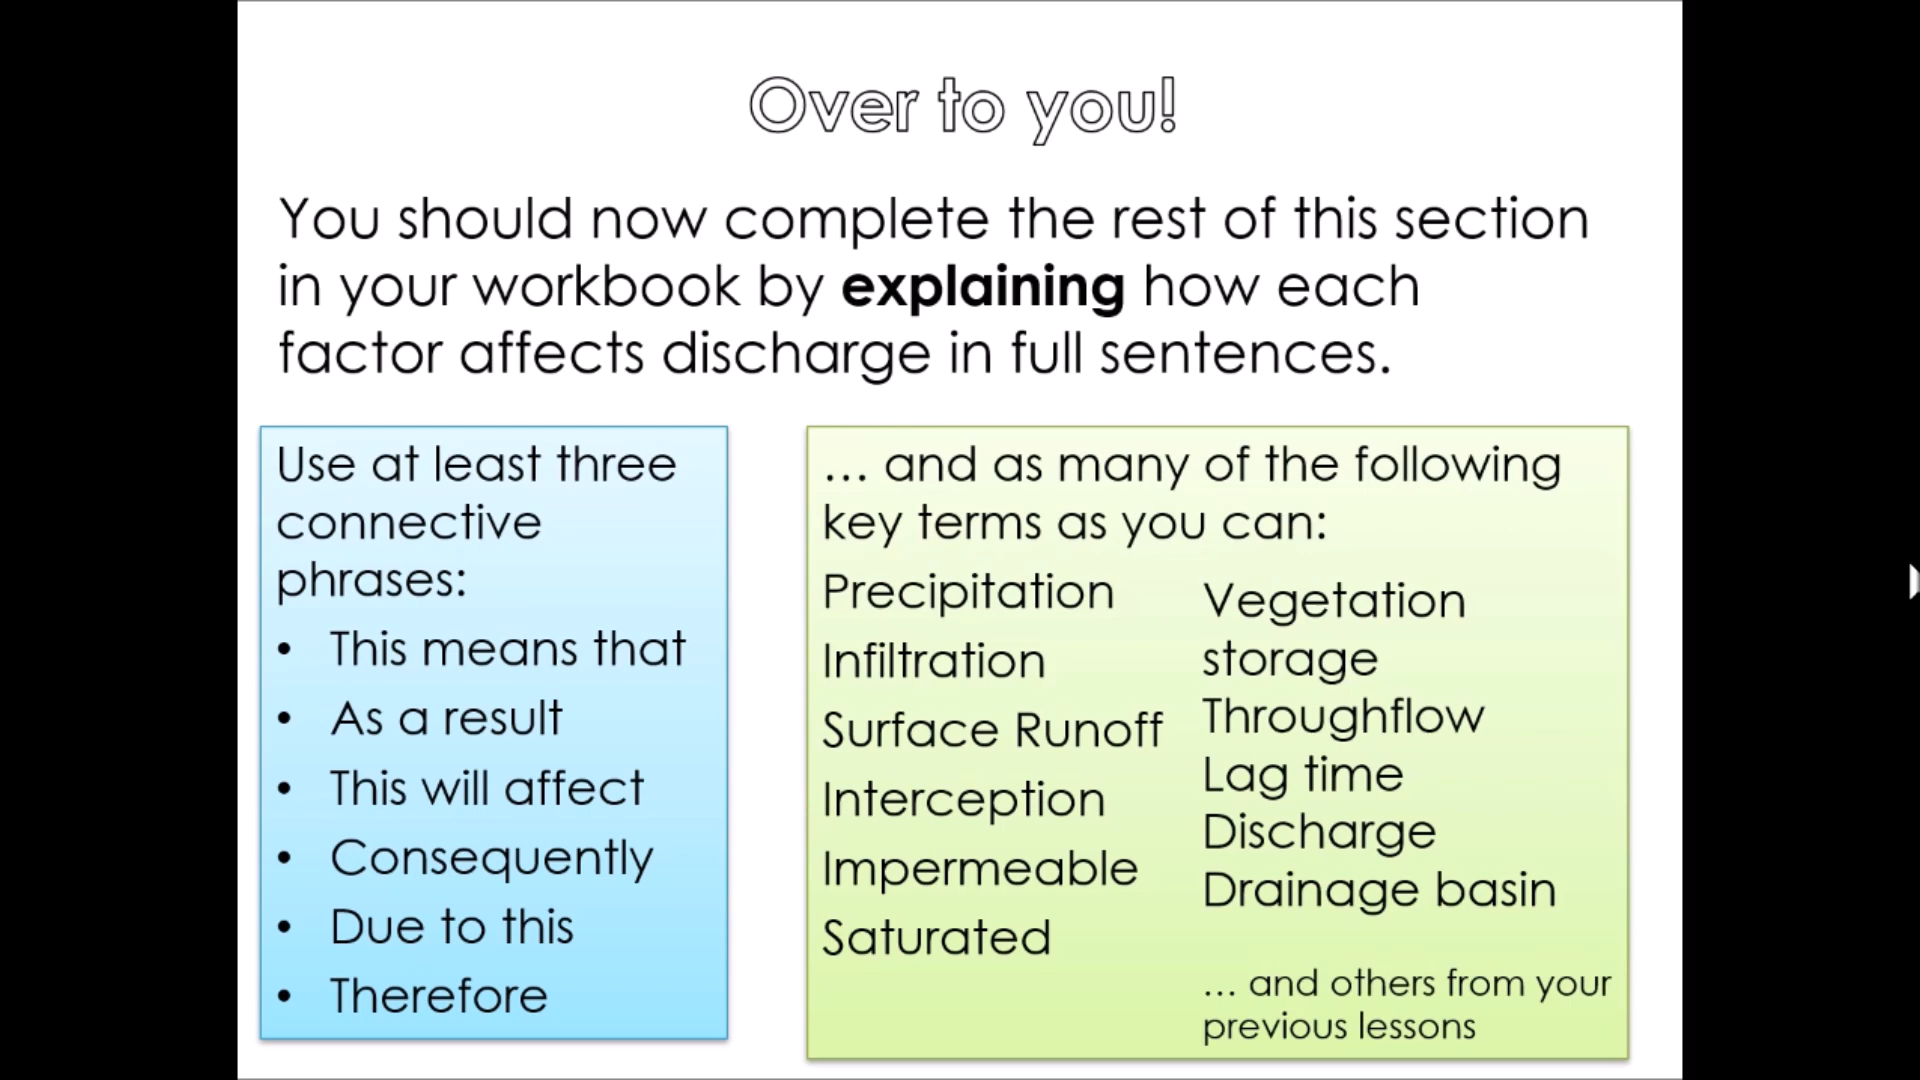 Over to you!
You should now complete the rest of this section
in your workbook by explaining how each
factor affects discharge in full sentences.
Use at least three
connective
phrases:
• This means that
• As a result
• This will affect
• Consequently
• Due to this
• Therefore
... and as many of the following
key terms as you can:
Precipitation
Infiltration
Surface Runoff
Interception
Impermeable
Saturated
Vegetation
storage
Throughflow
Lag time
Discharge
Drainage basin
... and others from your
previous lessons